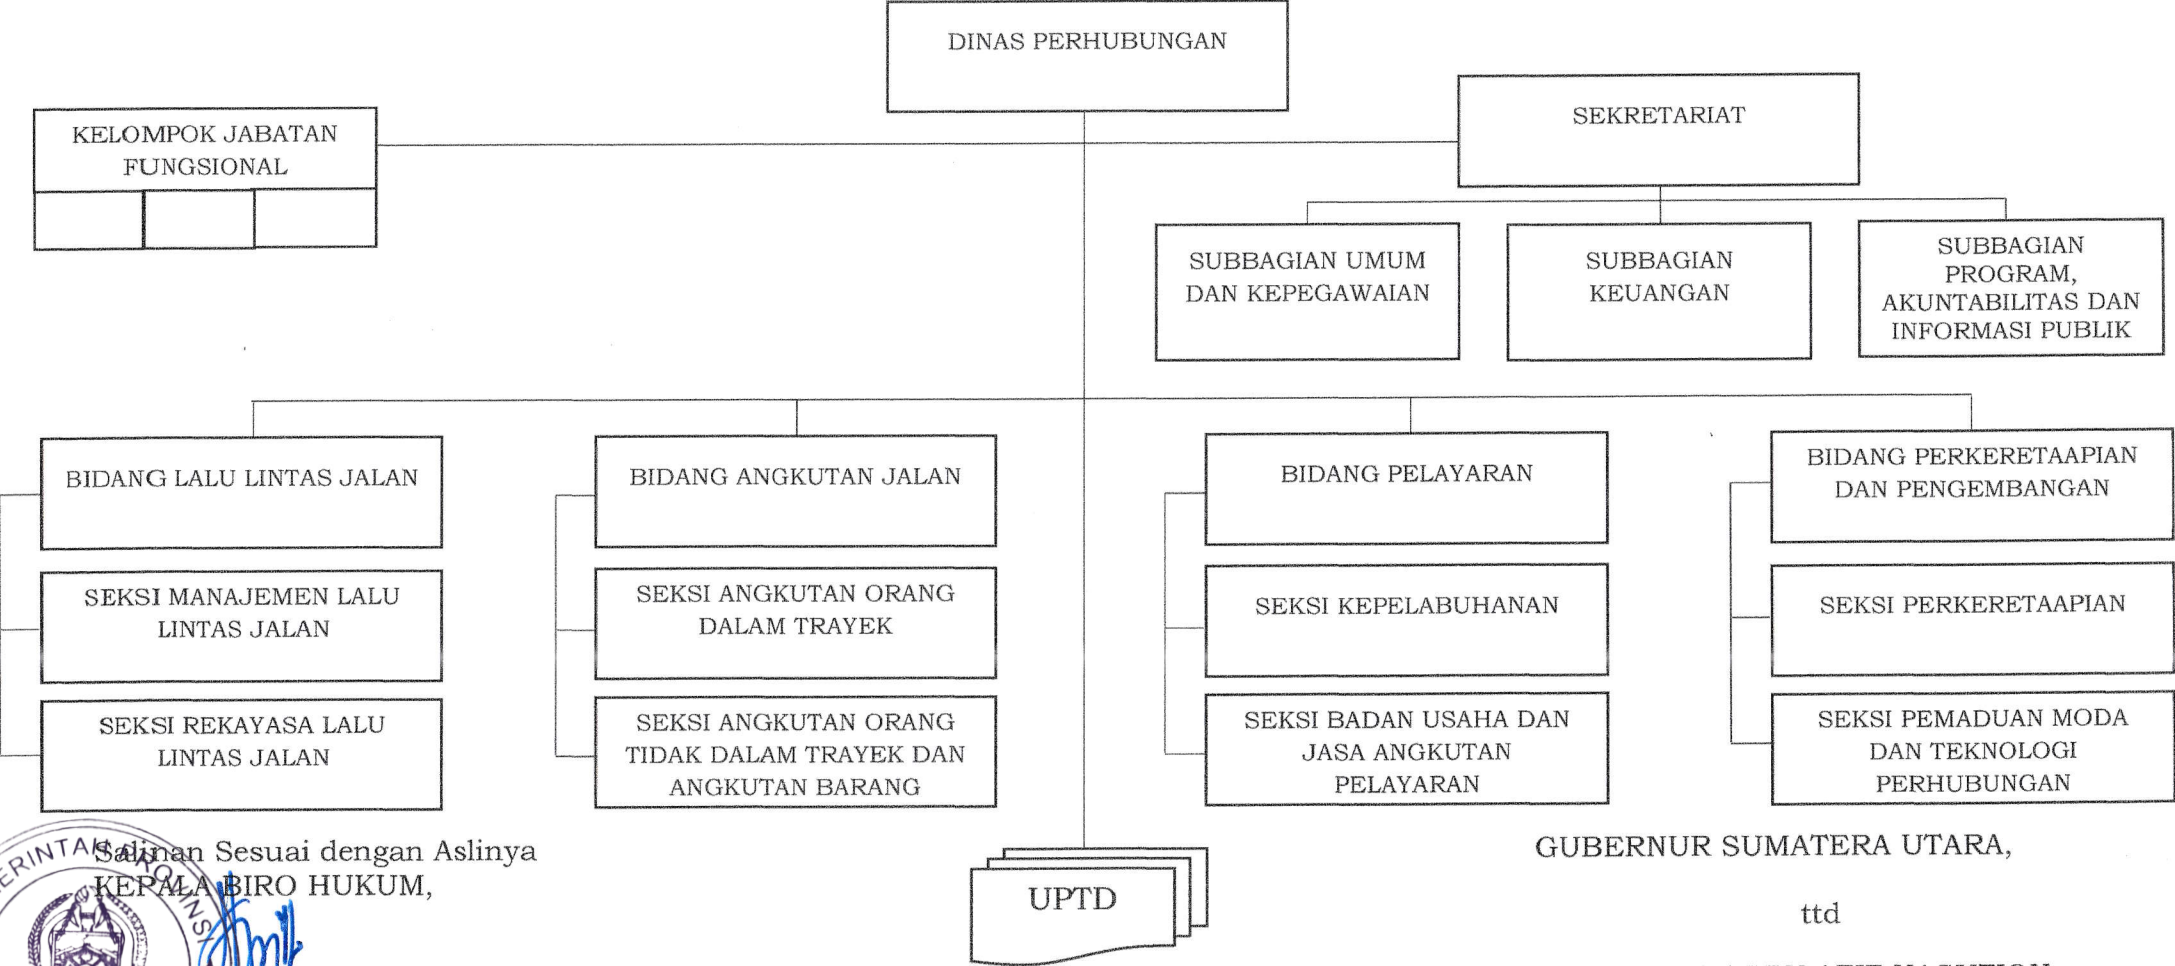 DINAS PERHUBUNGAN
SEKRETARIAT
KELOMPOK JABATAN
FUNGSIONAL
SUBBAGIAN UMUM
DAN KEPEGAWAIAN
SUBBAGIAN
KEUANGAN
SUBBAGIAN
PROGRAM,
AKUNTABILITAS DAN
INFORMASI PUBLIK
BIDANG LALU LINTAS JALAN
SEKSI MANAJEMEN LALU
LINTAS JALAN
SEKSI REKAYASA LALU
LINTAS JALAN
BIDANG ANGKUTAN JALAN
SEKSI ANGKUTAN ORANG
DALAM TRAYEK
SEKSI ANGKUTAN ORANG
TIDAK DALAM TRAYEK DAN
ANGKUTAN BARANG
BIDANG PELAYARAN
SEKSI KEPELABUHANAN
SEKSI BADAN USAHA DAN
JASA ANGKUTAN
PELAYARAN
BIDANG PERKERETAAPIAN
DAN PENGEMBANGAN
SEKSI PERKERETAAPIAN
SEKSI PEMADUAN MODA
DAN TEKNOLOGI
PERHUBUNGAN
UPTD
Salinan Sesuai dengan Aslinya
KEPALA BIRO HUKUM,
GUBERNUR SUMATERA UTARA,
ttd